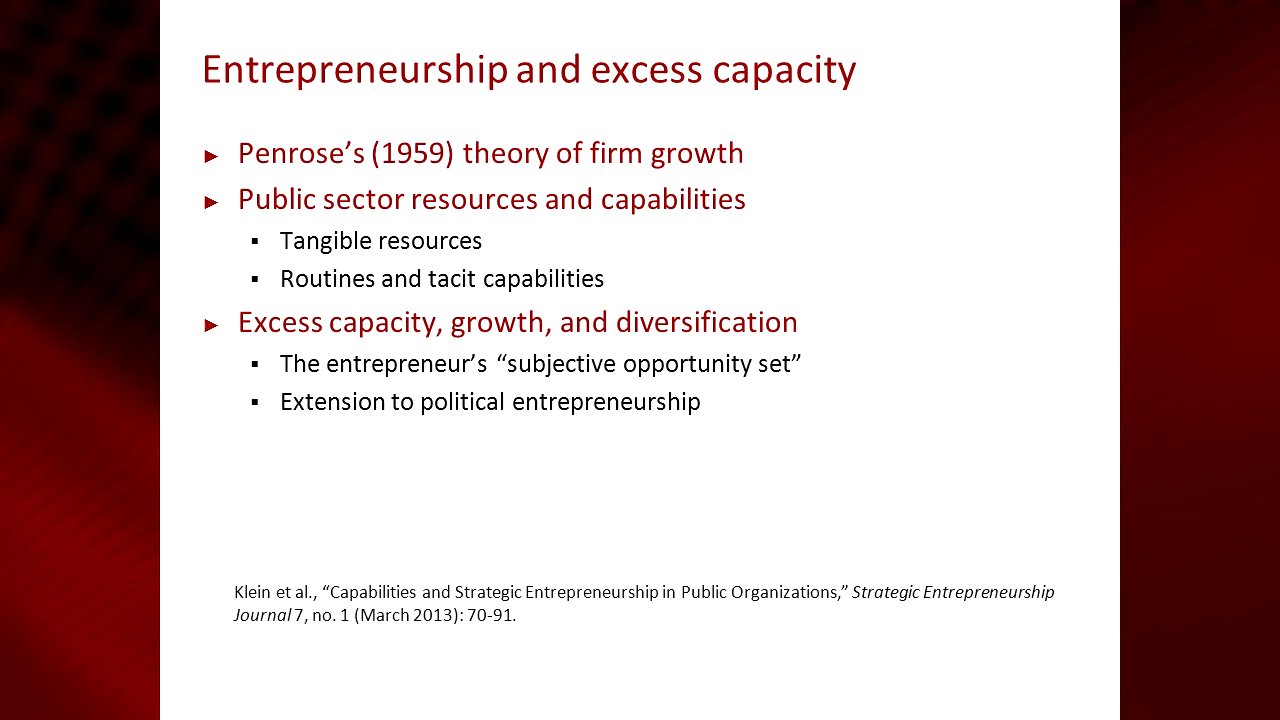 Entrepreneurship and excess capacity
► Penrose’s (1959) theory of firm growth
► Public sector resources and capabilities
▪ Tangible resources
▪ Routines and tacit capabilities
► Excess capacity, growth, and diversification
▪ The entrepreneur’s “subjective opportunity set”
▪ Extension to political entrepreneurship
Klein et al., “Capabilities and Strategic Entrepreneurship in Public Organizations,” Strategic Entrepreneurship
Journal 7, no. 1 (March 2013): 70-91.